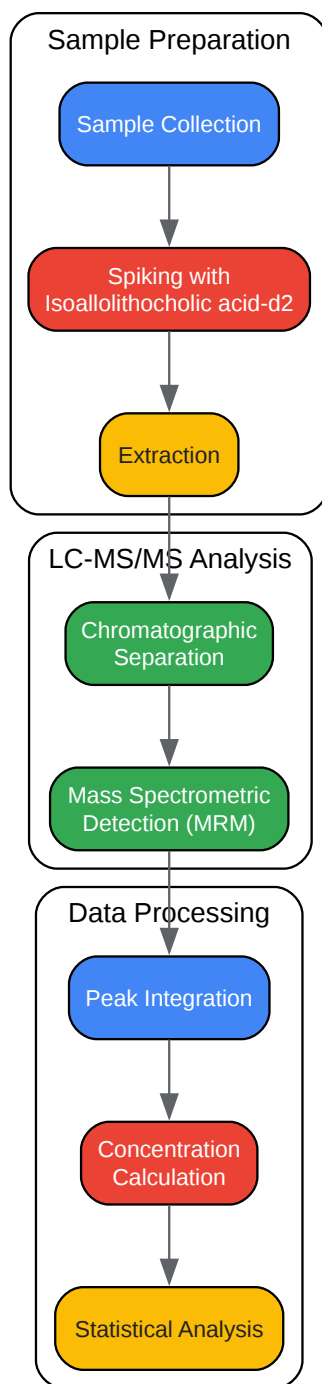 Sample Preparation
Sample Collection
Spiking with
Isoallolithocholic acid-d2
Extraction
LC-MS/MS Analysis
Chromatographic
Separation
Mass Spectrometric
Detection (MRM)
Data Processing
Peak Integration
Concentration
Calculation
Statistical Analysis